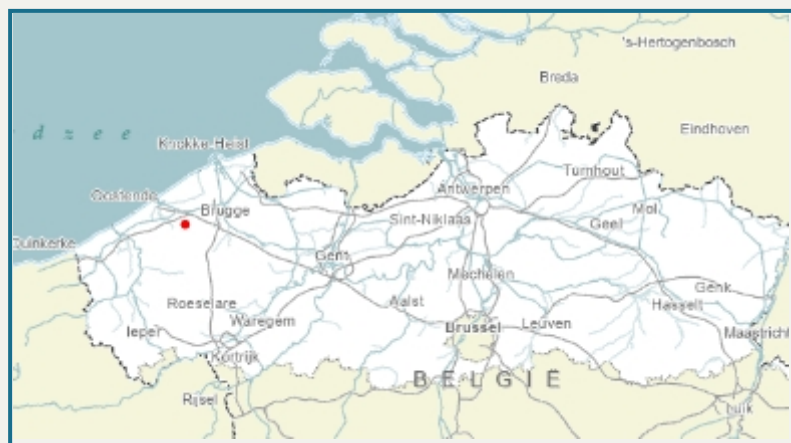 's-Hertogenbosch
Breda
d z e e
Eindhoven
Knokke-Heist
Turnhout
Oostende
Antwerpen
Mol
Brugge
Sint-Niklaas
Geel
Duinkerke
Gent
Mechelen
Genk
Roeselare
Aalst
Hasselt
Ieper
Waregem
Brussel
Leuven
Maastricht
Kortrijk
BELGIË
Rijsel
Luik